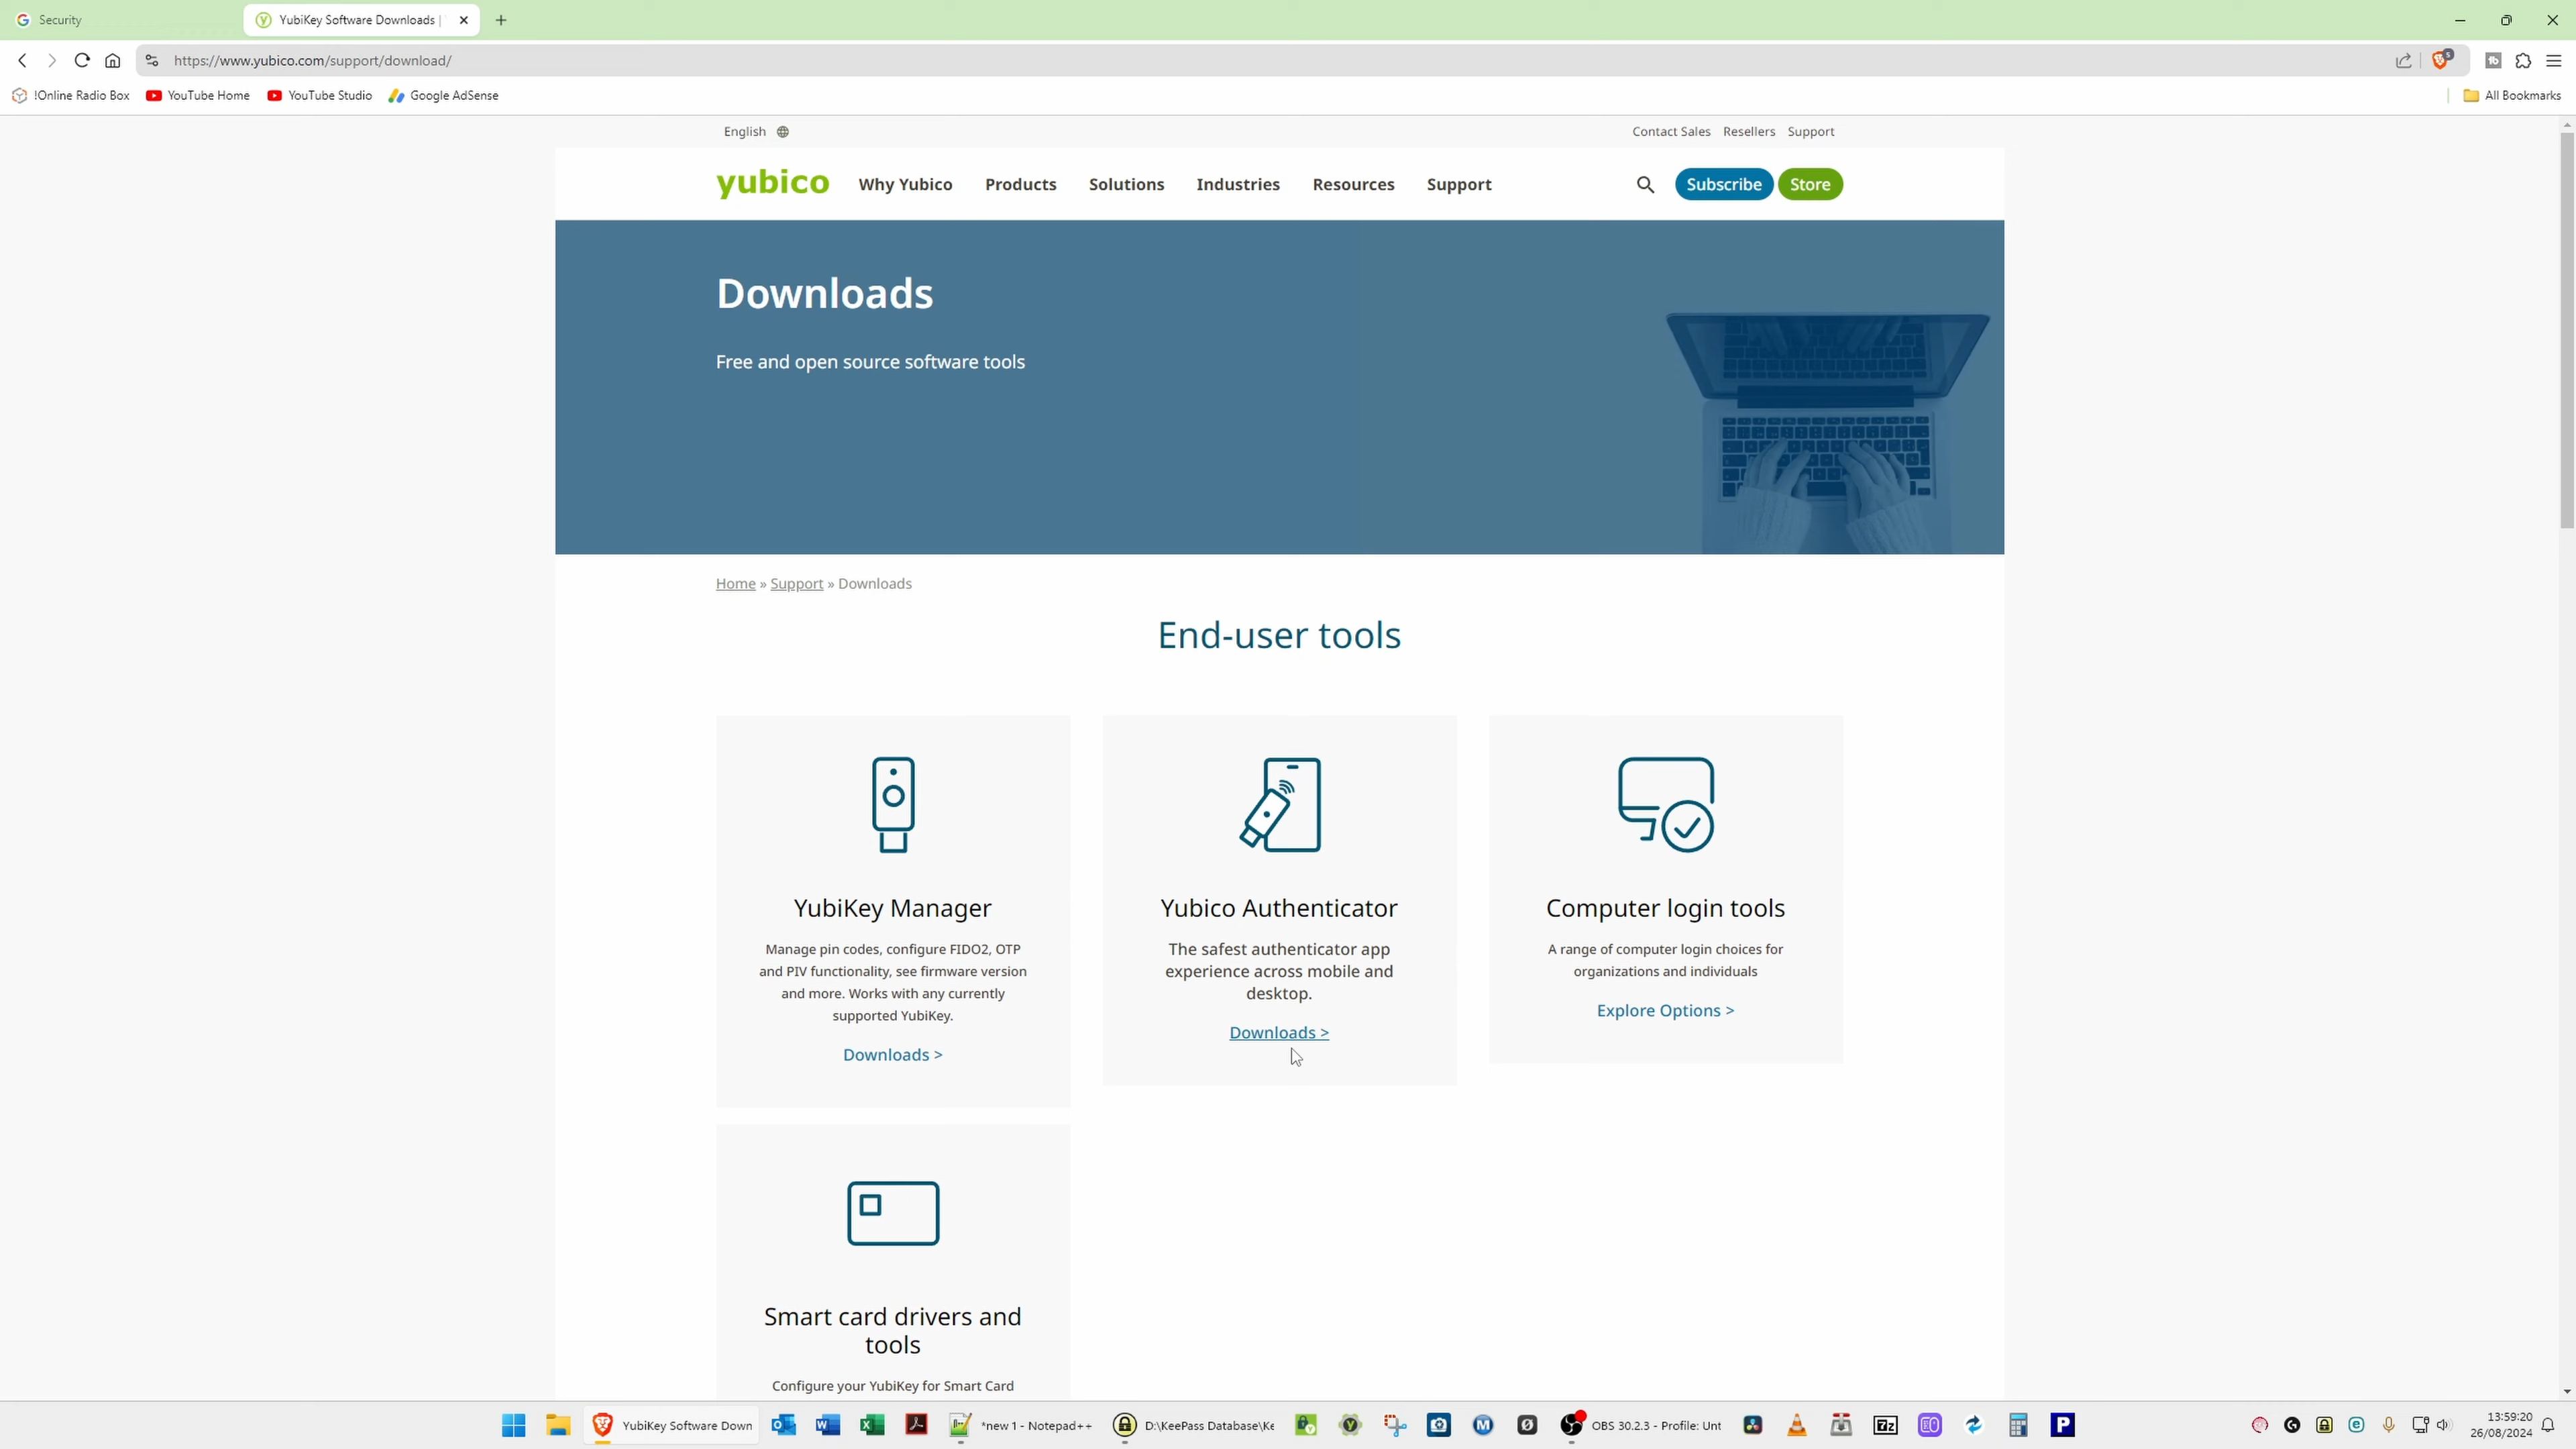 Security
YubiKey Software Downloads |
https://www.yubico.com/support/download/
5
!Online Radio Box
YouTube Home
YouTube Studio
Google AdSense
All Bookmarks
English
Contact Sales Resellers Support
yubico
Why Yubico
Products
Solutions
Industries
Resources
Support
Subscribe
Store
Downloads
Free and open source software tools
Home » Support » Downloads
End-user tools
YubiKey Manager
Manage pin codes, configure FIDO2, OTP
and PIV functionality, see firmware version
and more. Works with any currently
supported YubiKey.
Downloads >
Yubico Authenticator
The safest authenticator app
experience across mobile and
desktop.
Downloads >
Computer login tools
A range of computer login choices for
organizations and individuals
Explore Options >
Smart card drivers and
tools
Configure your YubiKey for Smart Card
YubiKey Software Down
*new 1 - Notepad++
D:\KeePass Database\Ke
OBS 30.2.3 - Profile: Unt
7z
P
13:59:20
26/08/2024